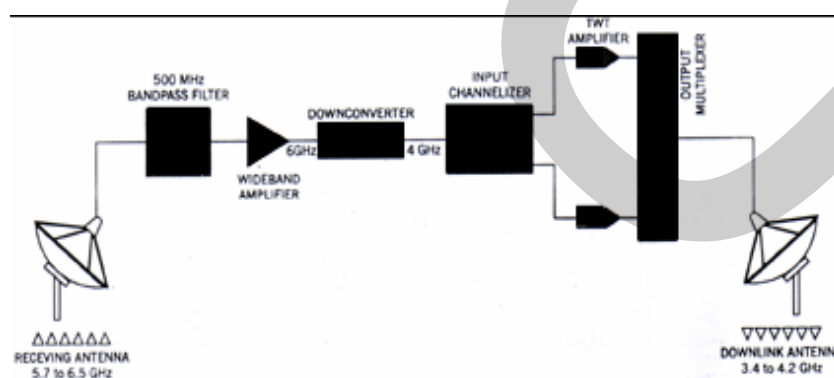 500 MHz
BANDPASS FILTER
WIDEBAND
AMPLIFIER
6GHz
DOWNCONVERTER
4 GHz
INPUT
CHANNELIZER
TWT
AMPLIFIER
OUTPUT
MULTIPLEXER
RECEVING ANTENNA
5.7 to 6.5 GHz
DOWNLINK ANTENN
3.4 to 4.2 GHz